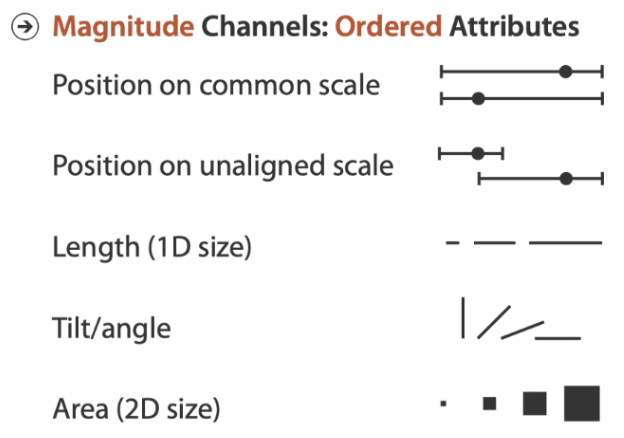 Magnitude Channels: Ordered Attributes
Position on common scale
Position on unaligned scale
Length (1D size)
Tilt/angle
Area (2D size)